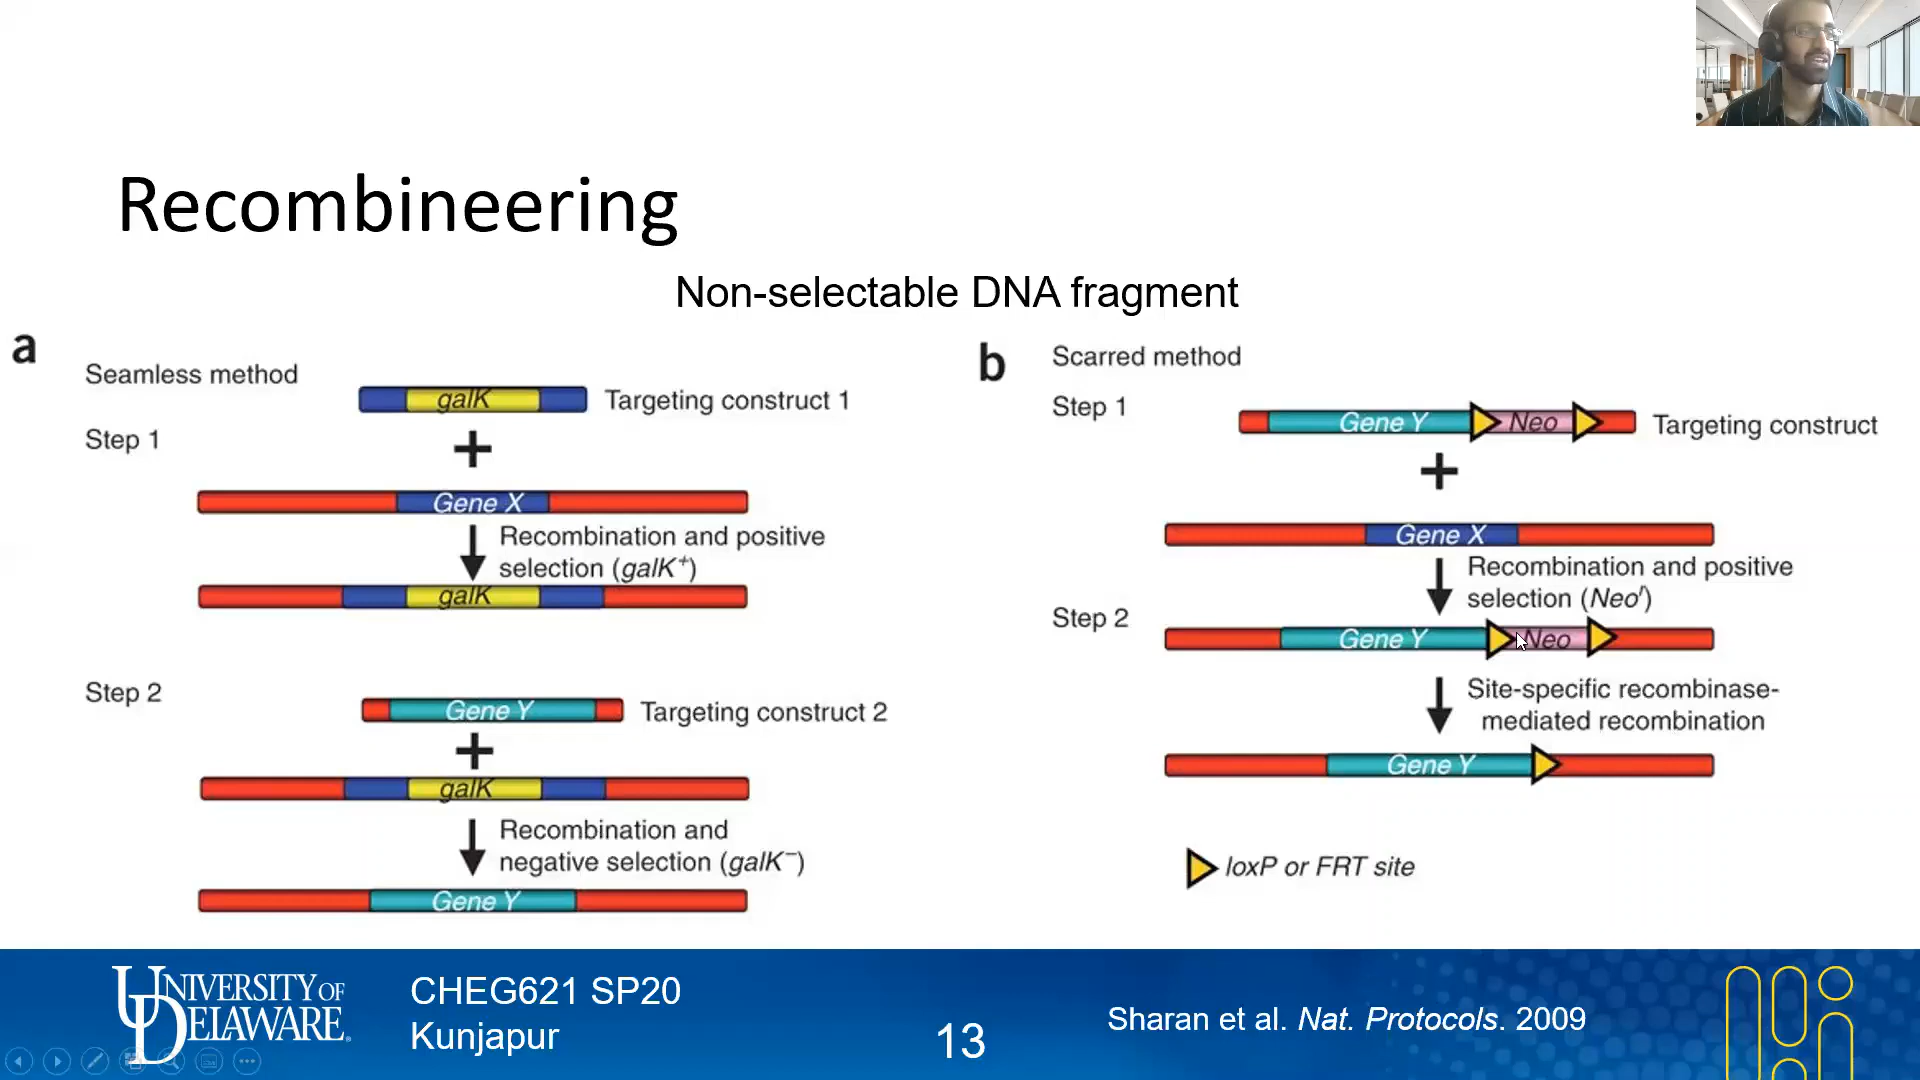 Recombineering
Non-selectable DNA fragment
a
Seamless method
galK
Targeting construct 1
Step 1
Gene X
Recombination and positive
selection (galK⁺)
galK
Step 2
Gene Y
Targeting construct 2
galK
Recombination and
negative selection (galK⁻)
Gene Y
b
Scarred method
Step 1
Gene Y
Neo
Targeting construct
Gene X
Recombination and positive
selection (Neoʳ)
Step 2
Gene Y
Neo
Site-specific recombinase-
mediated recombination
Gene Y
loxP or FRT site
UNIVERSITY OF
DELAWARE.
CHEG621 SP20
Kunjapur
13
Sharan et al. Nat. Protocols. 2009